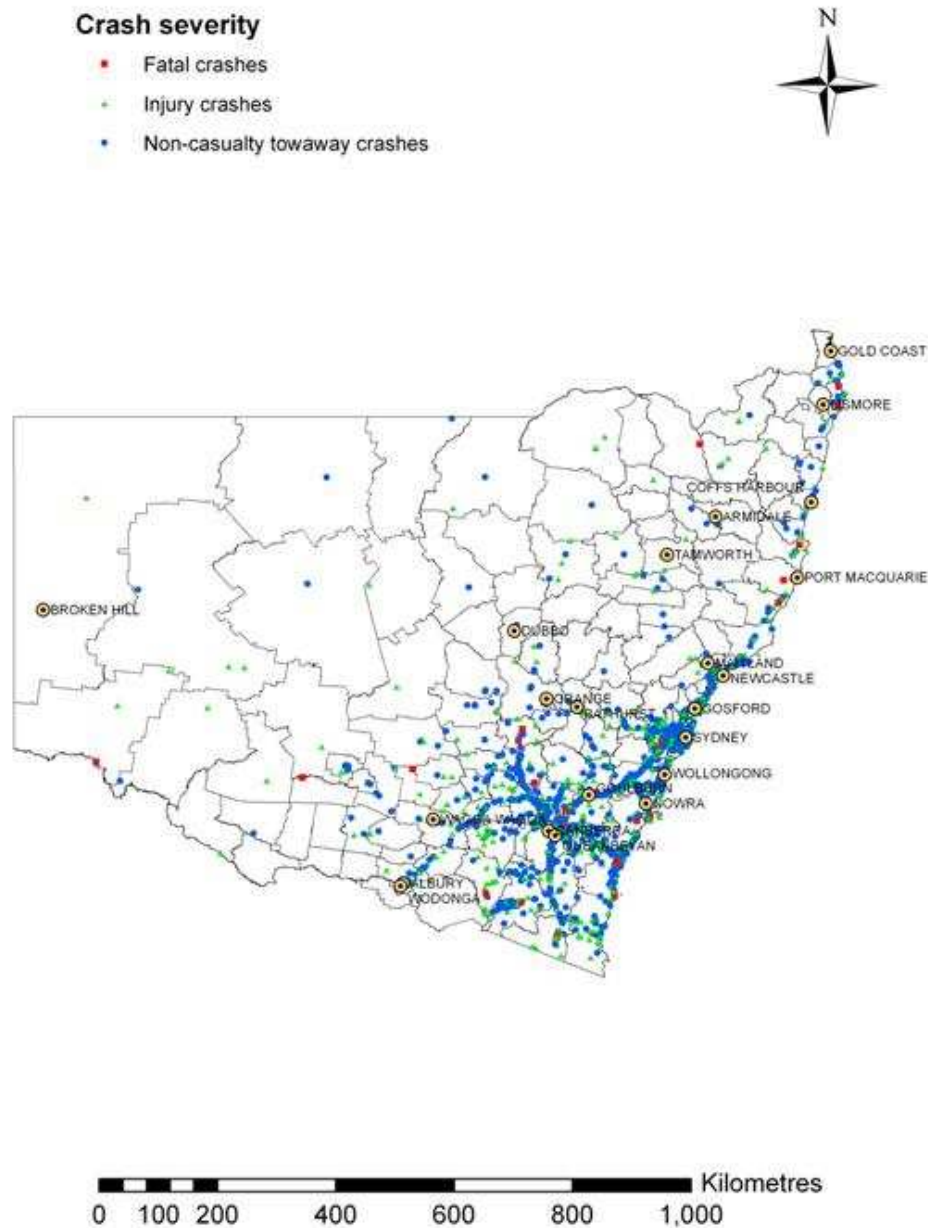 Crash severity
Fatal crashes
Injury crashes
Non-casualty towaway crashes
N
GOLD COAST
COFFS HARBOUR
ARMIDALE
TAMWORTH
PORT MACQUARIE
BROKEN HILL
DUBBO
MAITLAND
NEWCASTLE
ORANGE
BATHURST
GOSFORD
SYDNEY
WOLLONGONG
GOULBURN
NOWRA
CANBERRA
QUEANBEYAN
ALBURY
WODONGA
Kilometres
0 100 200 400 600 800 1,000